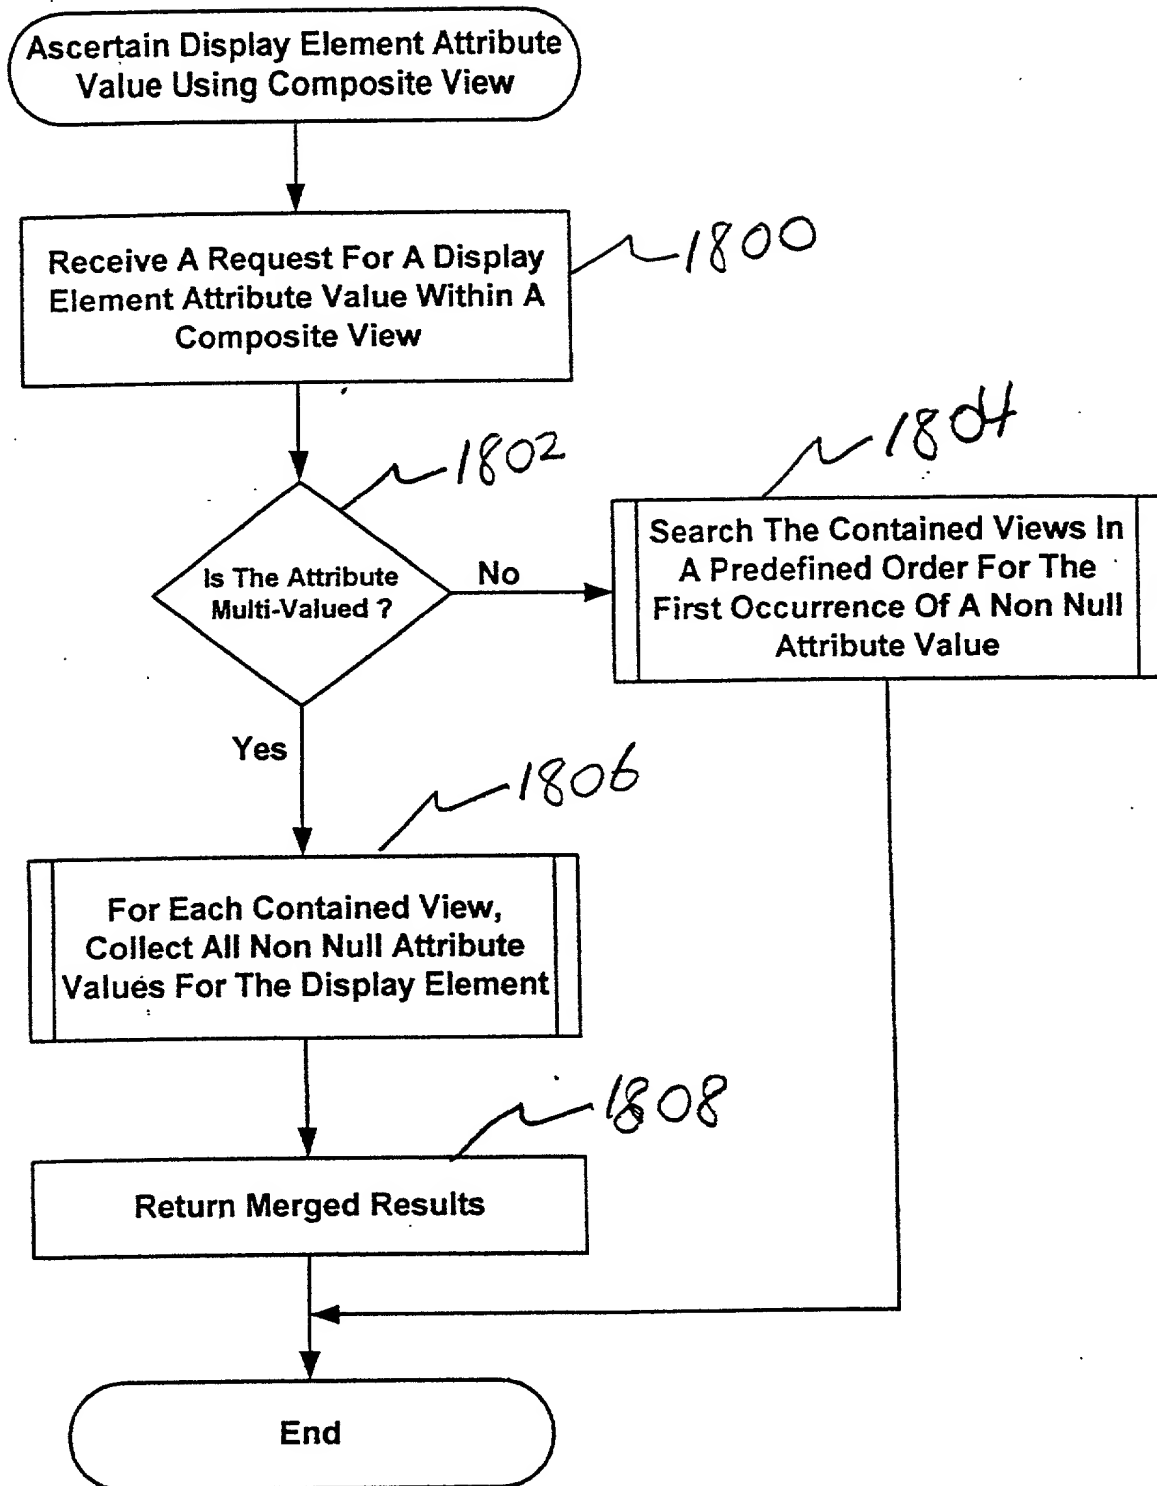 Ascertain Display Element Attribute
Value Using Composite View
Receive A Request For A Display
Element Attribute Value Within A
Composite View
1800
1802
Is The Attribute
Multi-Valued ?
No
1804
Search The Contained Views In
A Predefined Order For The
First Occurrence Of A Non Null
Attribute Value
Yes
1806
For Each Contained View,
Collect All Non Null Attribute
Values For The Display Element
1808
Return Merged Results
End